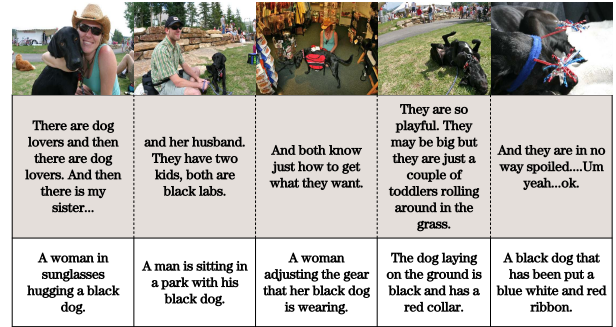 There are dog
lovers and then
there are dog
lovers. And then
there is my
sister...
and her husband.
They have two
kids, both are
black labs.
And both know
just how to get
what they want.
They are so
playful. They
may be big but
they are just a
couple of
toddlers rolling
around in the
grass.
And they are in no
way spoiled....Um
yeah...ok.
A woman in
sunglasses
hugging a black
dog.
A man is sitting in
a park with his
black dog.
A woman
adjusting the gear
that her black dog
is wearing.
The dog laying
on the ground is
black and has a
red collar.
A black dog that
has been put a
blue white and red
ribbon.